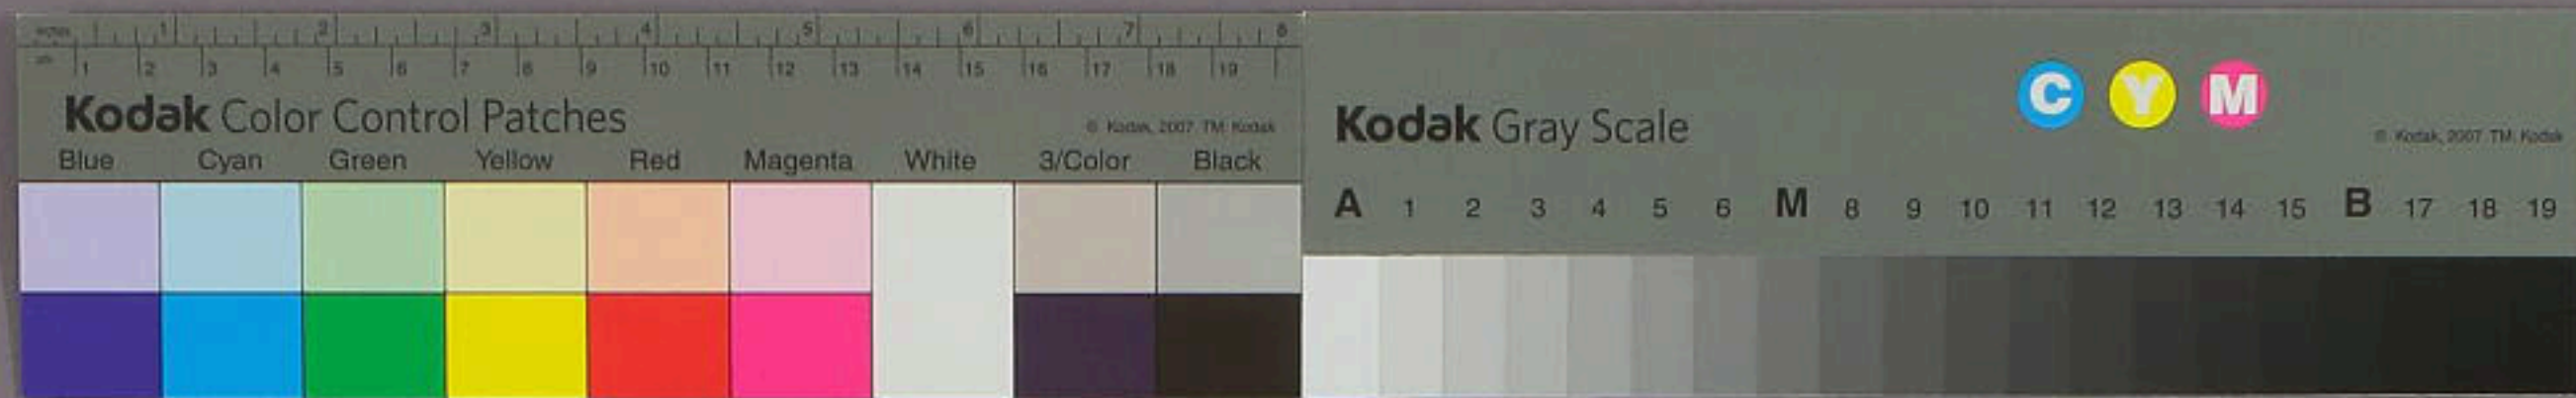 1 2 3 4 5 6 7 8
1 2 3 4 5 6 7 8 9 10 11 12 13 14 15 16 17 18 19
Kodak Color Control Patches
© Kodak, 2007 TM: Kodak
Blue Cyan Green Yellow Red Magenta White 3/Color Black
C Y M
Kodak Gray Scale
© Kodak, 2007 TM: Kodak
A 1 2 3 4 5 6 M 8 9 10 11 12 13 14 15 B 17 18 19